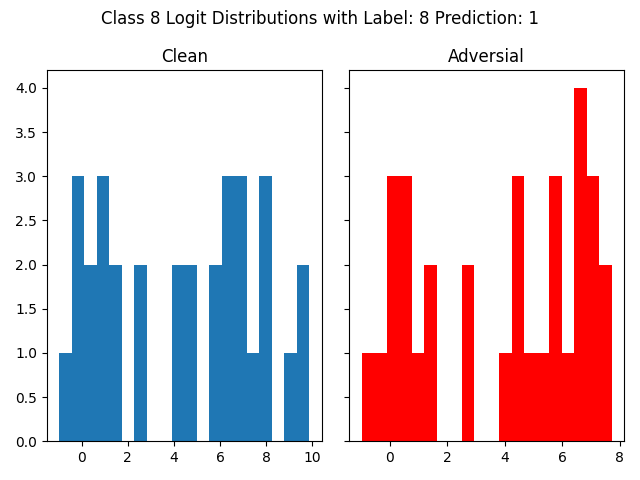 Class 8 Logit Distributions with Label: 8 Prediction: 1
Clean
Adversial
4.0
3.5
3.0
2.5
2.0
1.5
1.0
0.5
0.0
0 2 4 6 8 10
0 2 4 6 8